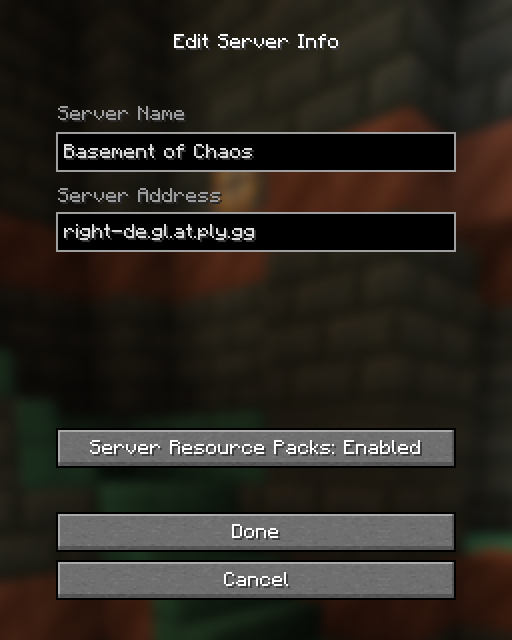 Edit Server Info
Server Name
Basement of Chaos
Server Address
right-de.gl.at.ply.gg
Server Resource Packs: Enabled
Done
Cancel